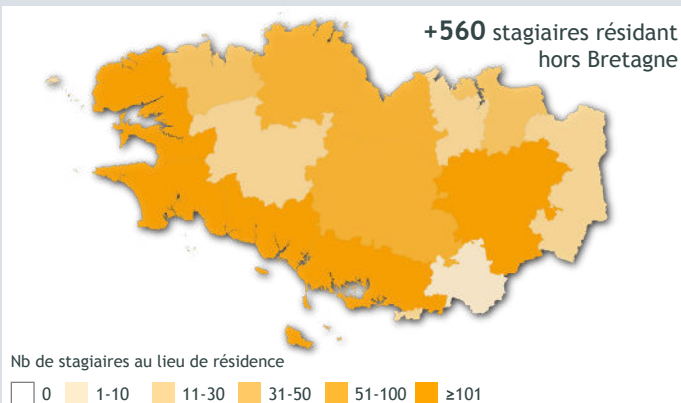 +560 stagiaires résidant
hors Bretagne
Nb de stagiaires au lieu de résidence
0 1-10 11-30 31-50 51-100 ≥101